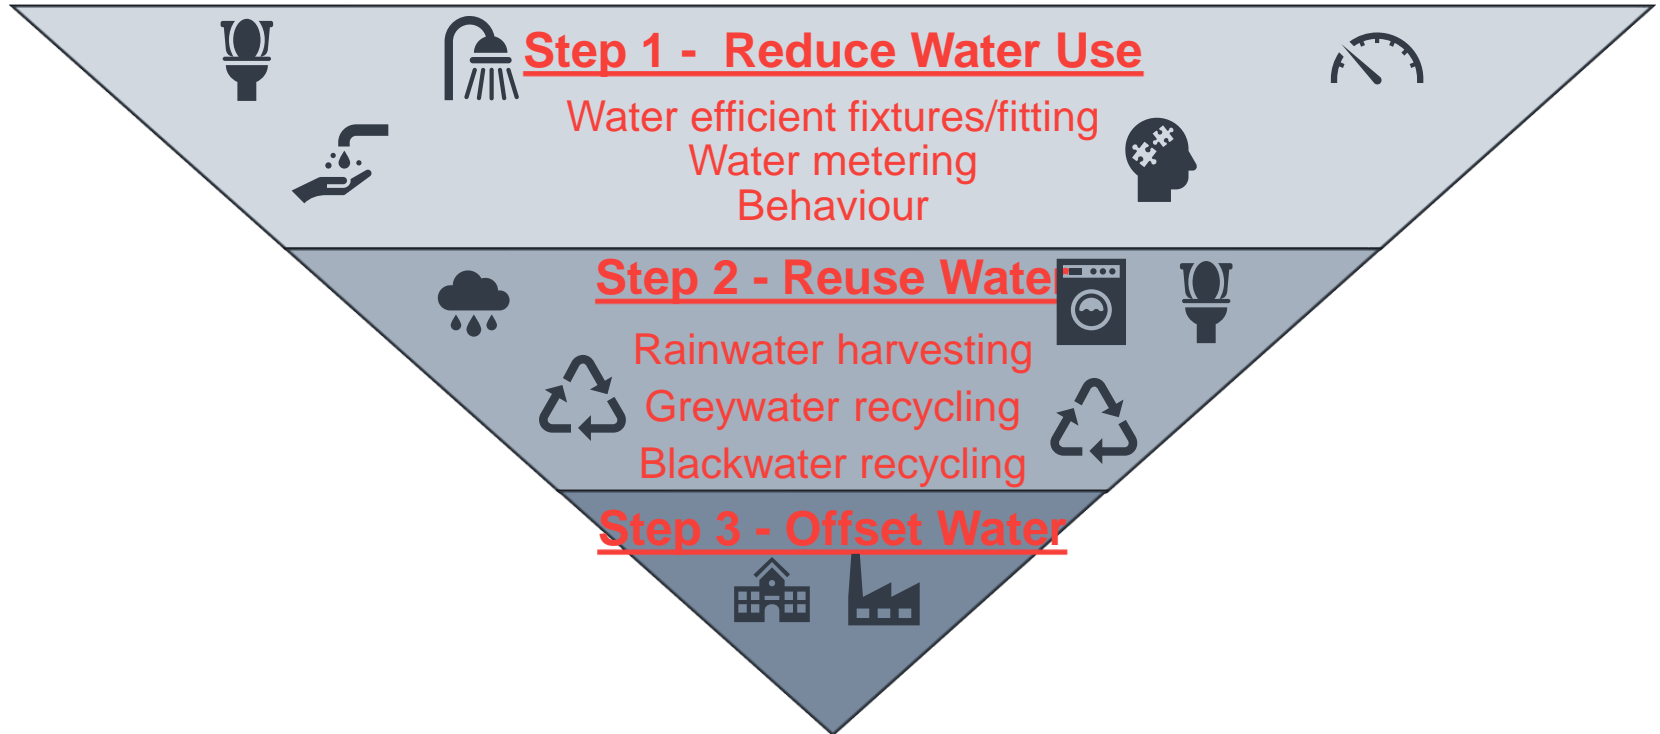 Step 1 - Reduce Water Use
Water efficient fixtures/fitting
Water metering
Behaviour
Step 2 - Reuse Water
Rainwater harvesting
Greywater recycling
Blackwater recycling
Step 3 - Offset Water